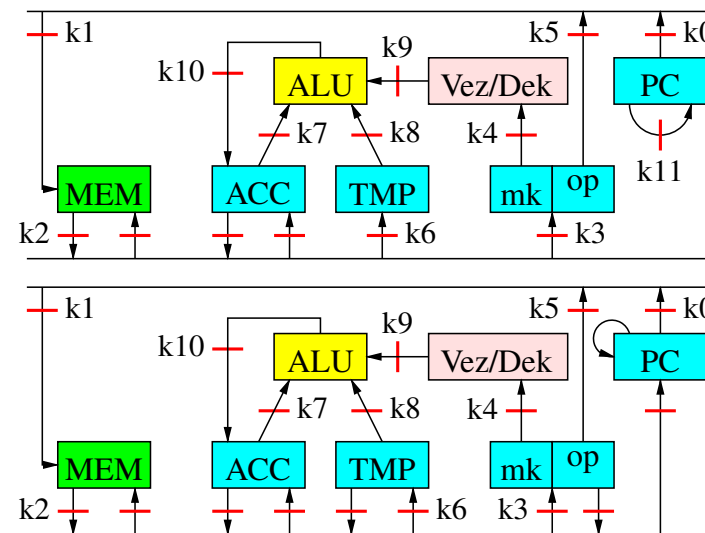 k1 k5 k0
k9
k10 ALU Vez/Dek PC
k7 k8 k4
k11
MEM ACC TMP mk op
k2 k6 k3
k1 k5 k0
k9
k10 ALU Vez/Dek PC
k7 k8 k4
MEM ACC TMP mk op
k2 k6 k3